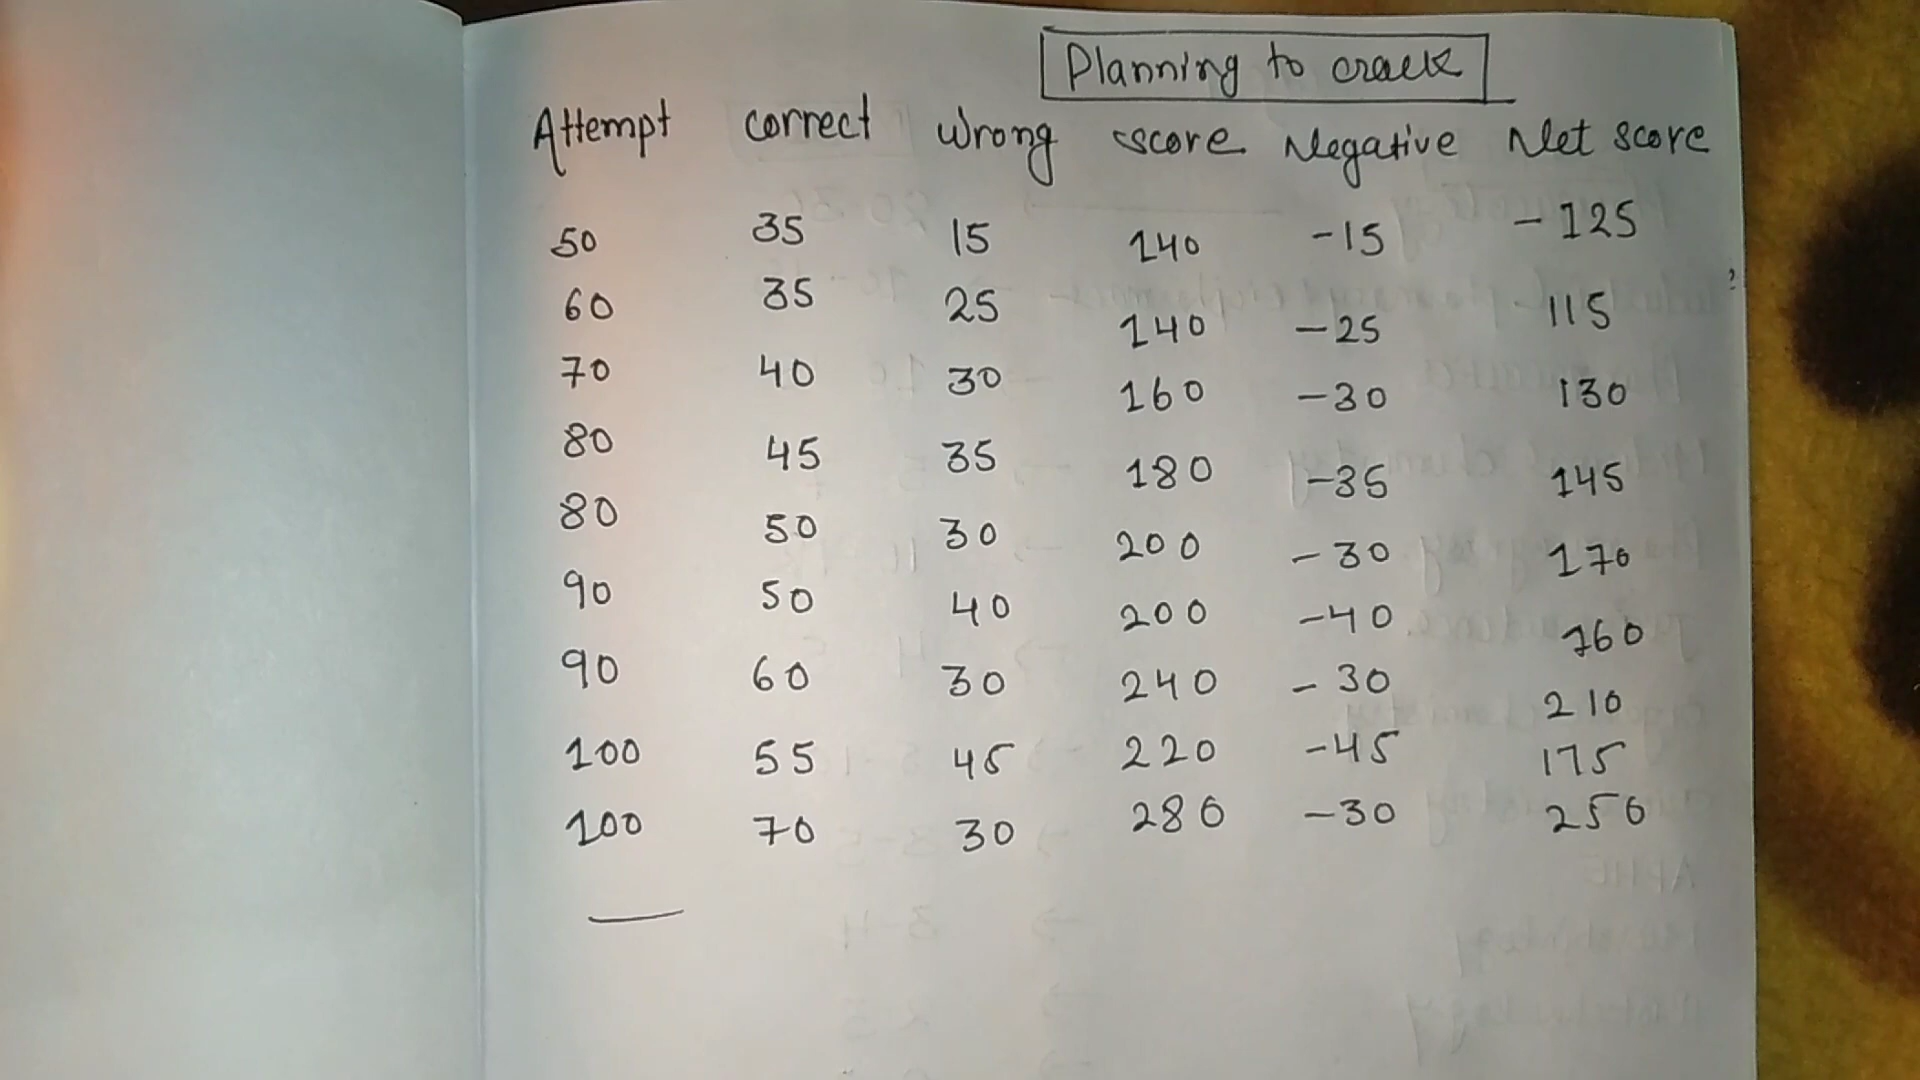 Planning to crack
Attempt correct Wrong score Negative Net score
50 35 15 140 -15 - 125
60 35 25 140 -25 115
70 40 30 160 -30 130
80 45 35 180 -35 145
80 50 30 200 -30 170
90 50 40 200 -40 160
90 60 30 240 -30 210
100 55 45 220 -45 175
100 70 30 280 -30 250